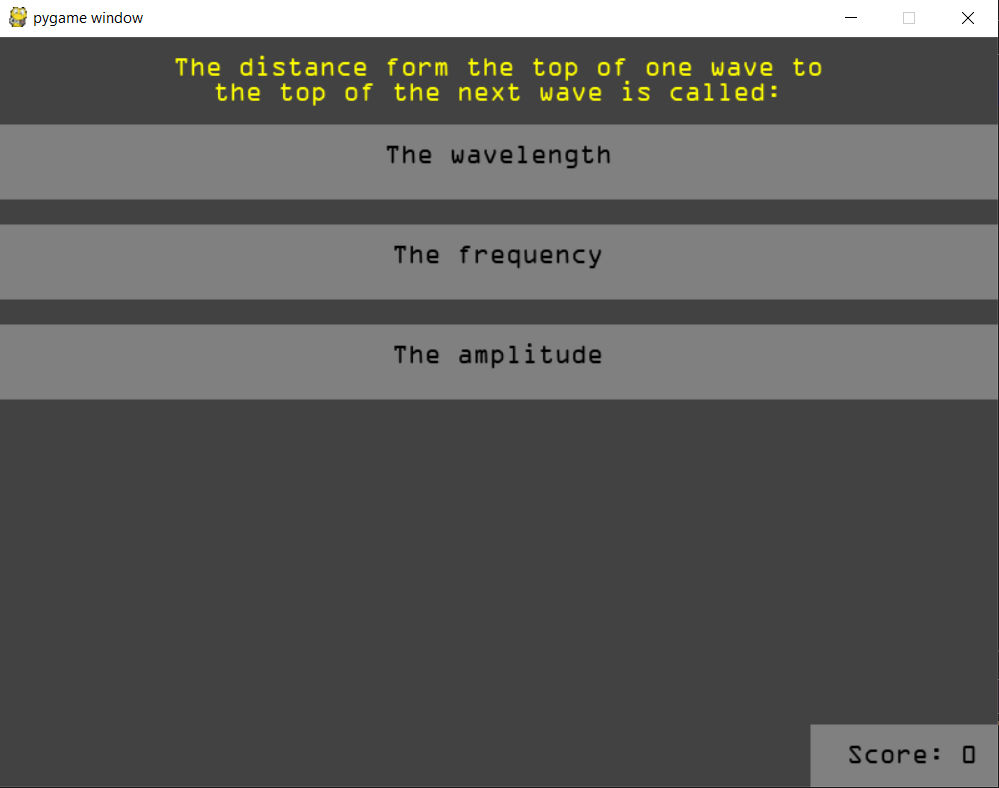 pygame window
The distance form the top of one wave to
the top of the next wave is called:
The wavelength
The frequency
The amplitude
Score: 0